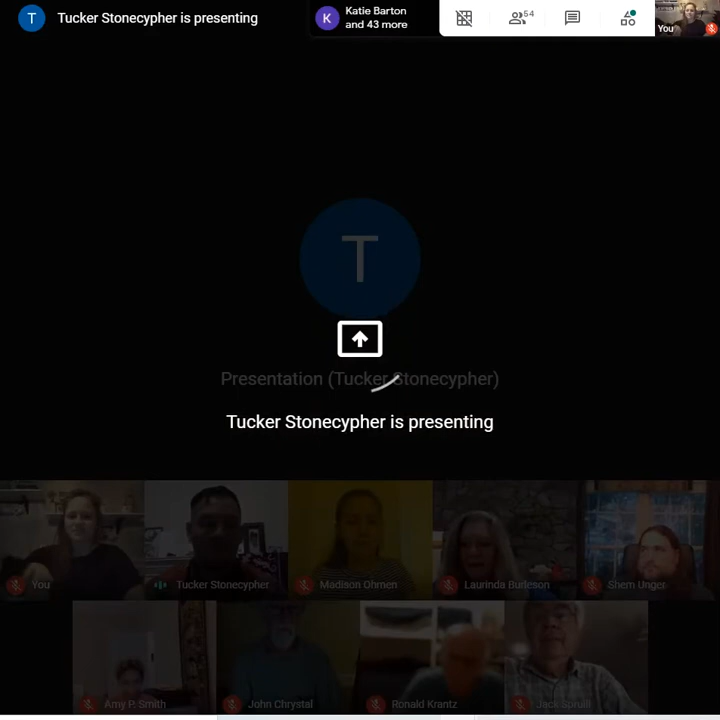 T
Tucker Stonecypher is presenting
K
Katie Barton
and 43 more
54
You
T
Presentation (Tucker Stonecypher)
Tucker Stonecypher is presenting
You
Tucker Stonecypher
Madison Ohmen
Laurinda Burleson
Shem Unger
Amy P. Smith
John Chrystal
Ronald Krantz
Jack Spruill